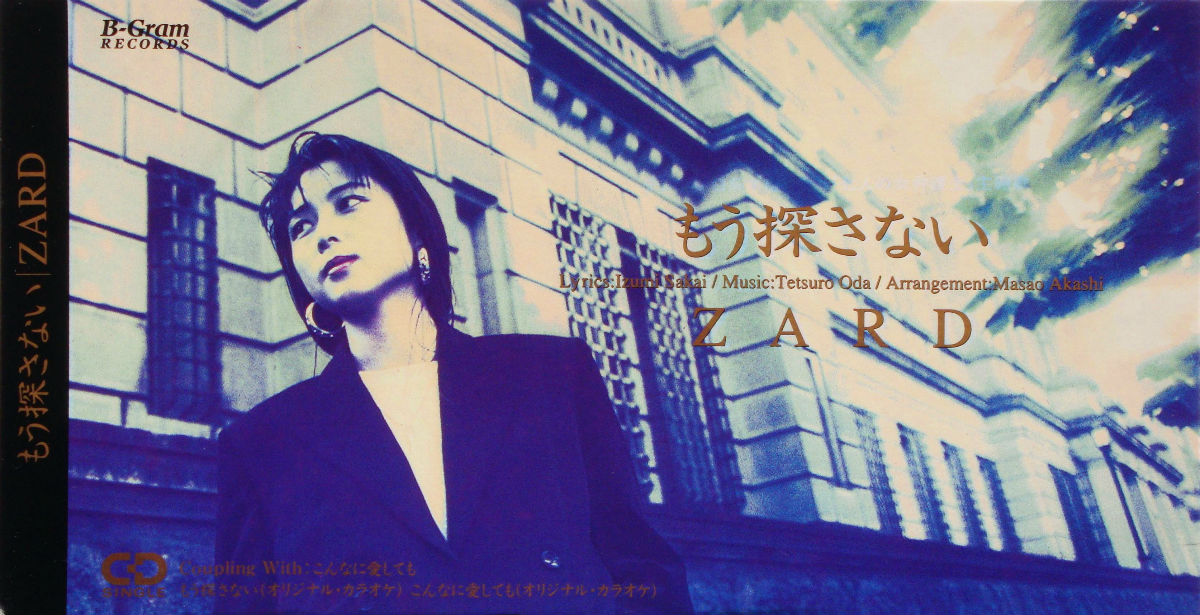 B-Gram
RECORDS
もう探さない
Lyrics:Izumi Sakai / Music:Tetsuro Oda / Arrangement:Masao Akashi
ZARD
もう探さない｜ZARD
CD
SINGLE
Coupling With：こんなに愛しても
もう探さない(オリジナル・カラオケ) こんなに愛しても(オリジナル・カラオケ)